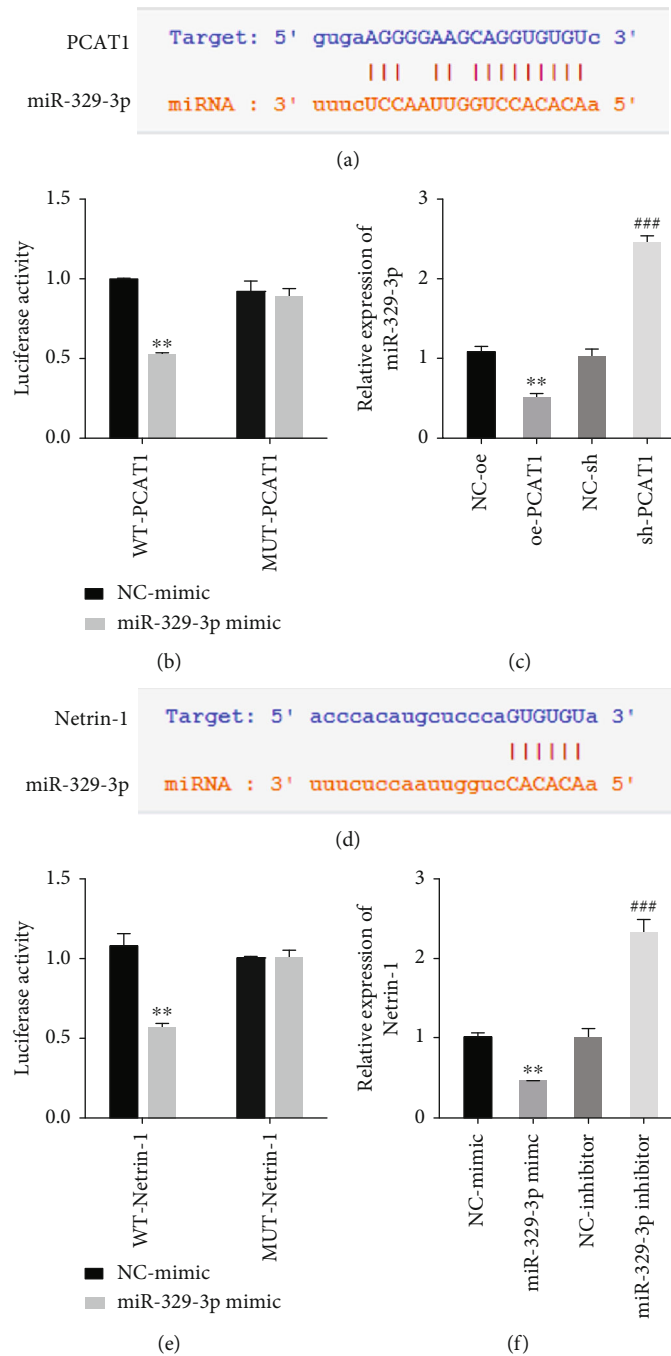 PCAT1
Target: 5' gugaAGGGGAAGCAGGUGUGUc 3'
miR-329-3p
miRNA : 3' uuucUCCAAUUGGUCCACACAa 5'
(a)
Luciferase activity
1.5
1.0
0.5
0.0
**
WT-PCAT1
MUT-PCAT1
NC-mimic
miR-329-3p mimic
(b)
Relative expression of
miR-329-3p
3
2
1
0
**
###
NC-oe
oe-PCAT1
NC-sh
sh-PCAT1
(c)
Netrin-1
Target: 5' acccacaugcucccaGUGUGUa 3'
miR-329-3p
miRNA : 3' uuucuccaauuggucCACACAa 5'
(d)
Luciferase activity
1.5
1.0
0.5
0.0
**
WT-Netrin-1
MUT-Netrin-1
NC-mimic
miR-329-3p mimic
(e)
Relative expression of
Netrin-1
3
2
1
0
**
###
NC-mimic
miR-329-3p mimc
NC-inhibitor
miR-329-3p inhibitor
(f)